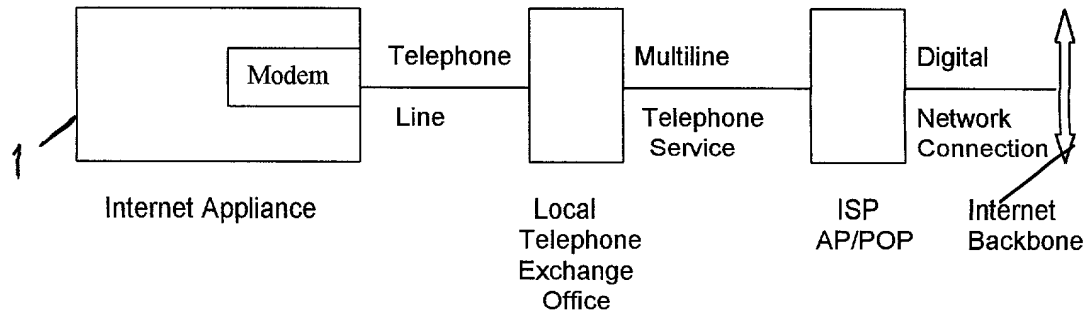 Modem
Telephone
Line
Multiline
Telephone
Service
Digital
Network
Connection
1
Internet Appliance
Local
Telephone
Exchange
Office
ISP
AP/POP
Internet
Backbone